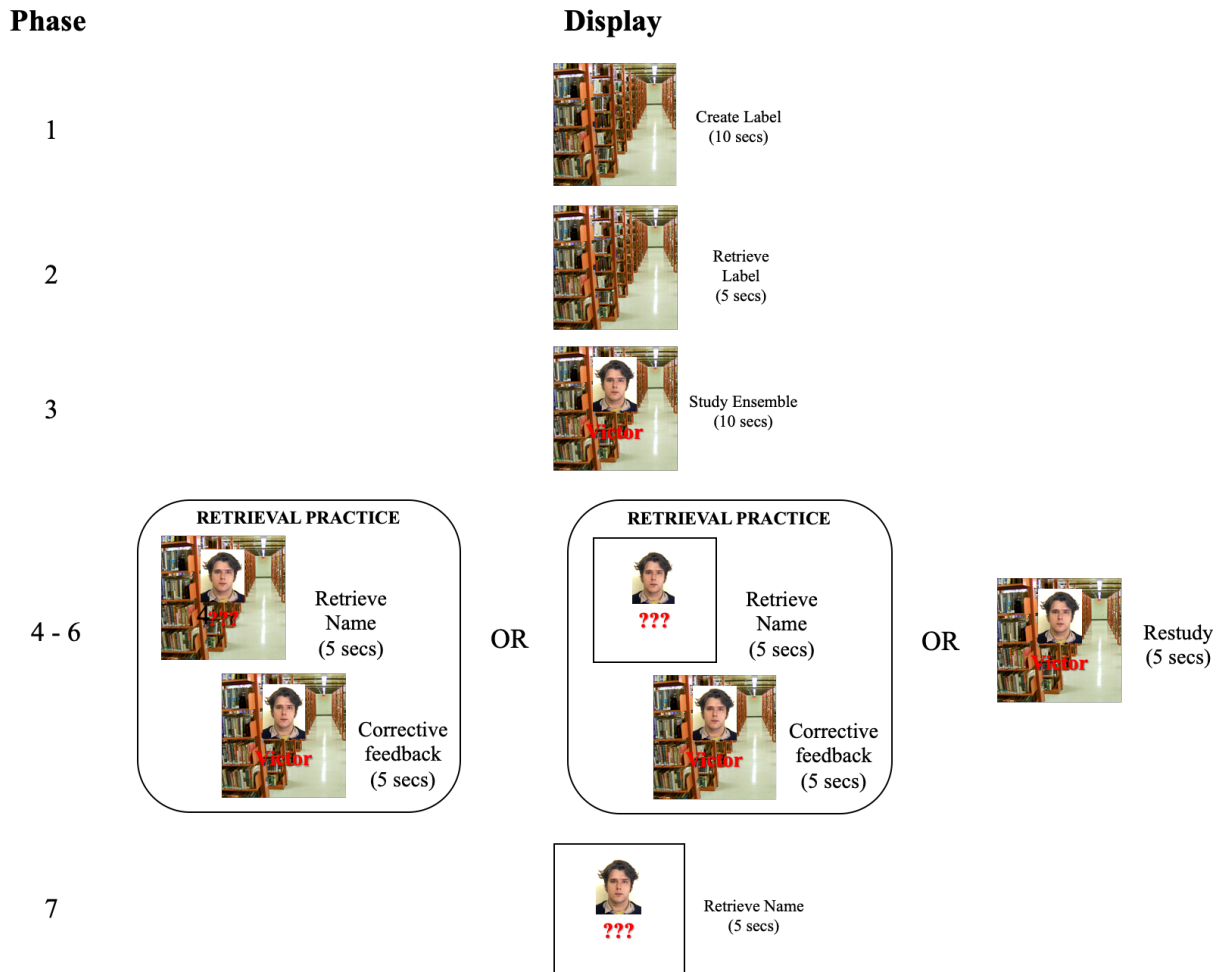 Phase
Display
1
Create Label
(10 secs)
2
Retrieve
Label
(5 secs)
3
Victor
Study Ensemble
(10 secs)
4 - 6
RETRIEVAL PRACTICE
4???
Retrieve
Name
(5 secs)
Victor
Corrective
feedback
(5 secs)
OR
RETRIEVAL PRACTICE
???
Retrieve
Name
(5 secs)
Victor
Corrective
feedback
(5 secs)
OR
Victor
Restudy
(5 secs)
7
???
Retrieve Name
(5 secs)